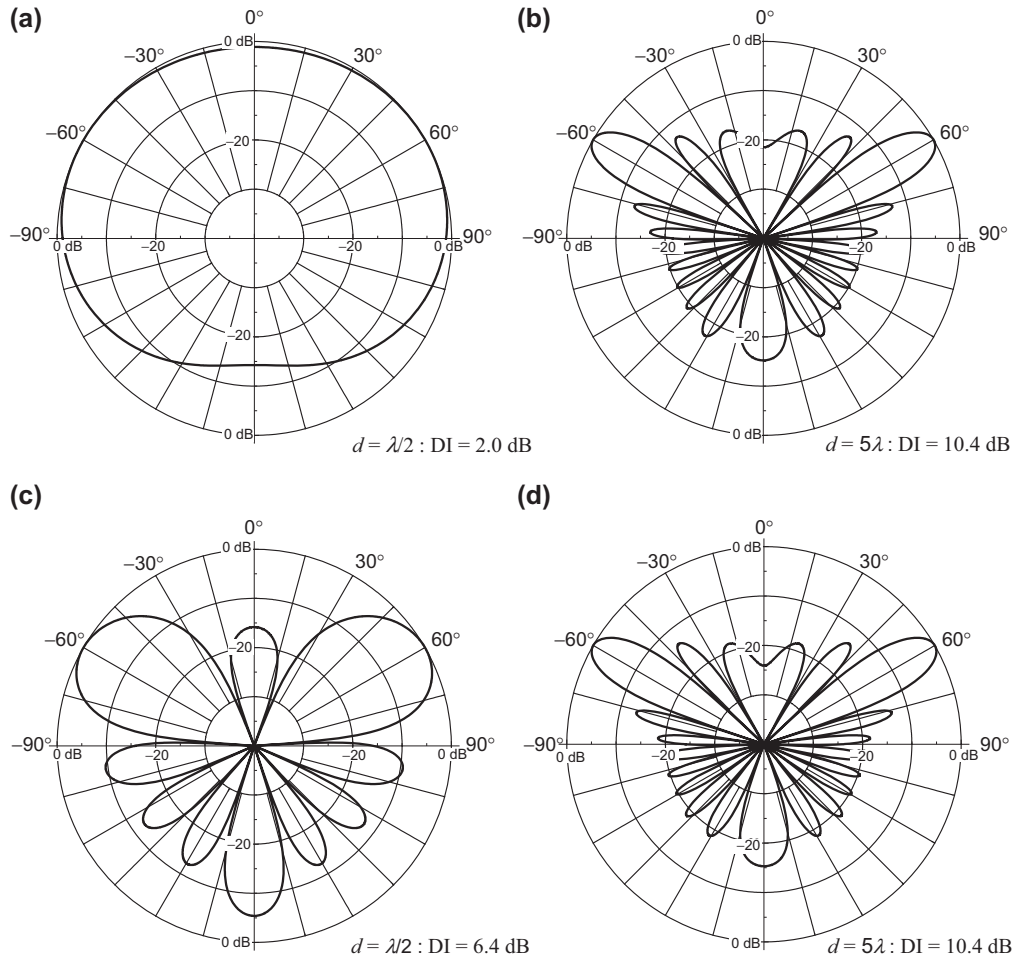 (a)
0°
0 dB
−30°
30°
−60°
−20
60°
−90°
90°
0 dB
−20
−20
0 dB
−20
0 dB
d = λ/2 : DI = 2.0 dB
(b)
0°
0 dB
−30°
30°
−60°
−20
60°
−90°
90°
0 dB
−20
−20
0 dB
−20
0 dB
d = 5λ : DI = 10.4 dB
(c)
0°
0 dB
−30°
30°
−60°
−20
60°
−90°
90°
0 dB
−20
−20
0 dB
−20
0 dB
d = λ/2 : DI = 6.4 dB
(d)
0°
0 dB
−30°
30°
−60°
−20
60°
−90°
90°
0 dB
−20
−20
0 dB
−20
0 dB
d = 5λ : DI = 10.4 dB